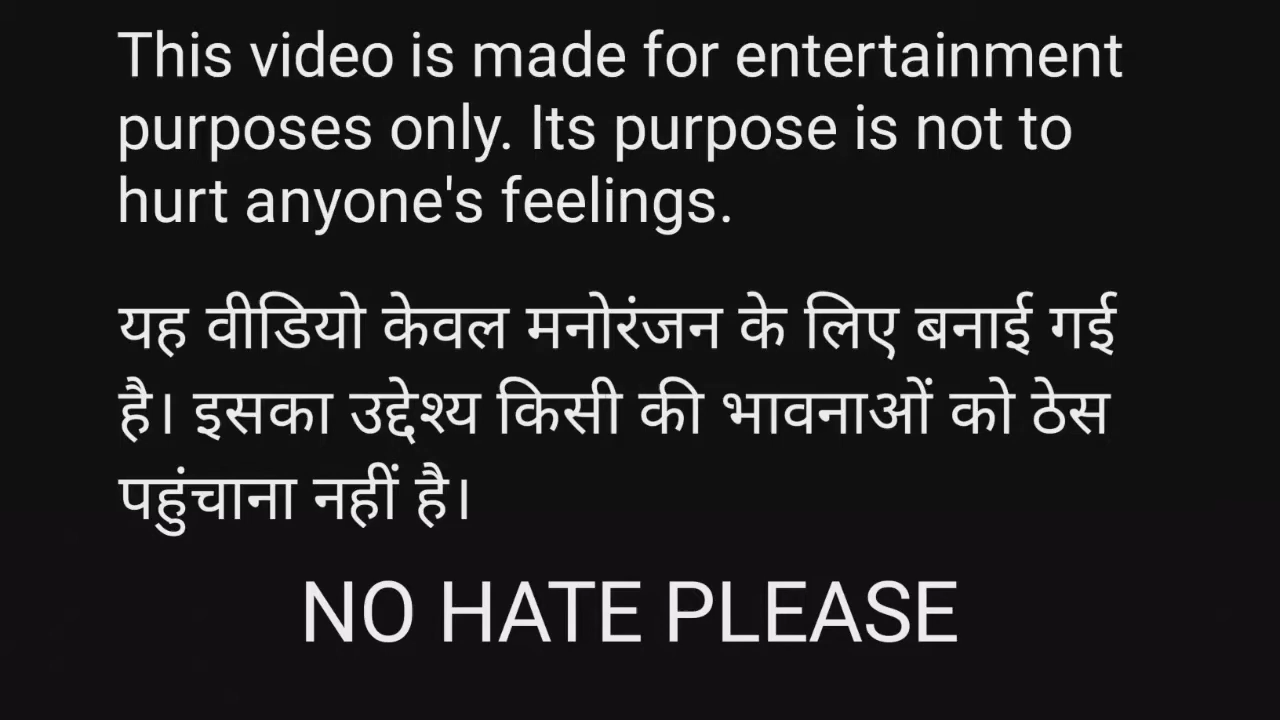 This video is made for entertainment
purposes only. Its purpose is not to
hurt anyone's feelings.
यह वीडियो केवल मनोरंजन के लिए बनाई गई
है। इसका उद्देश्य किसी की भावनाओं को ठेस
पहुंचाना नहीं है।
NO HATE PLEASE